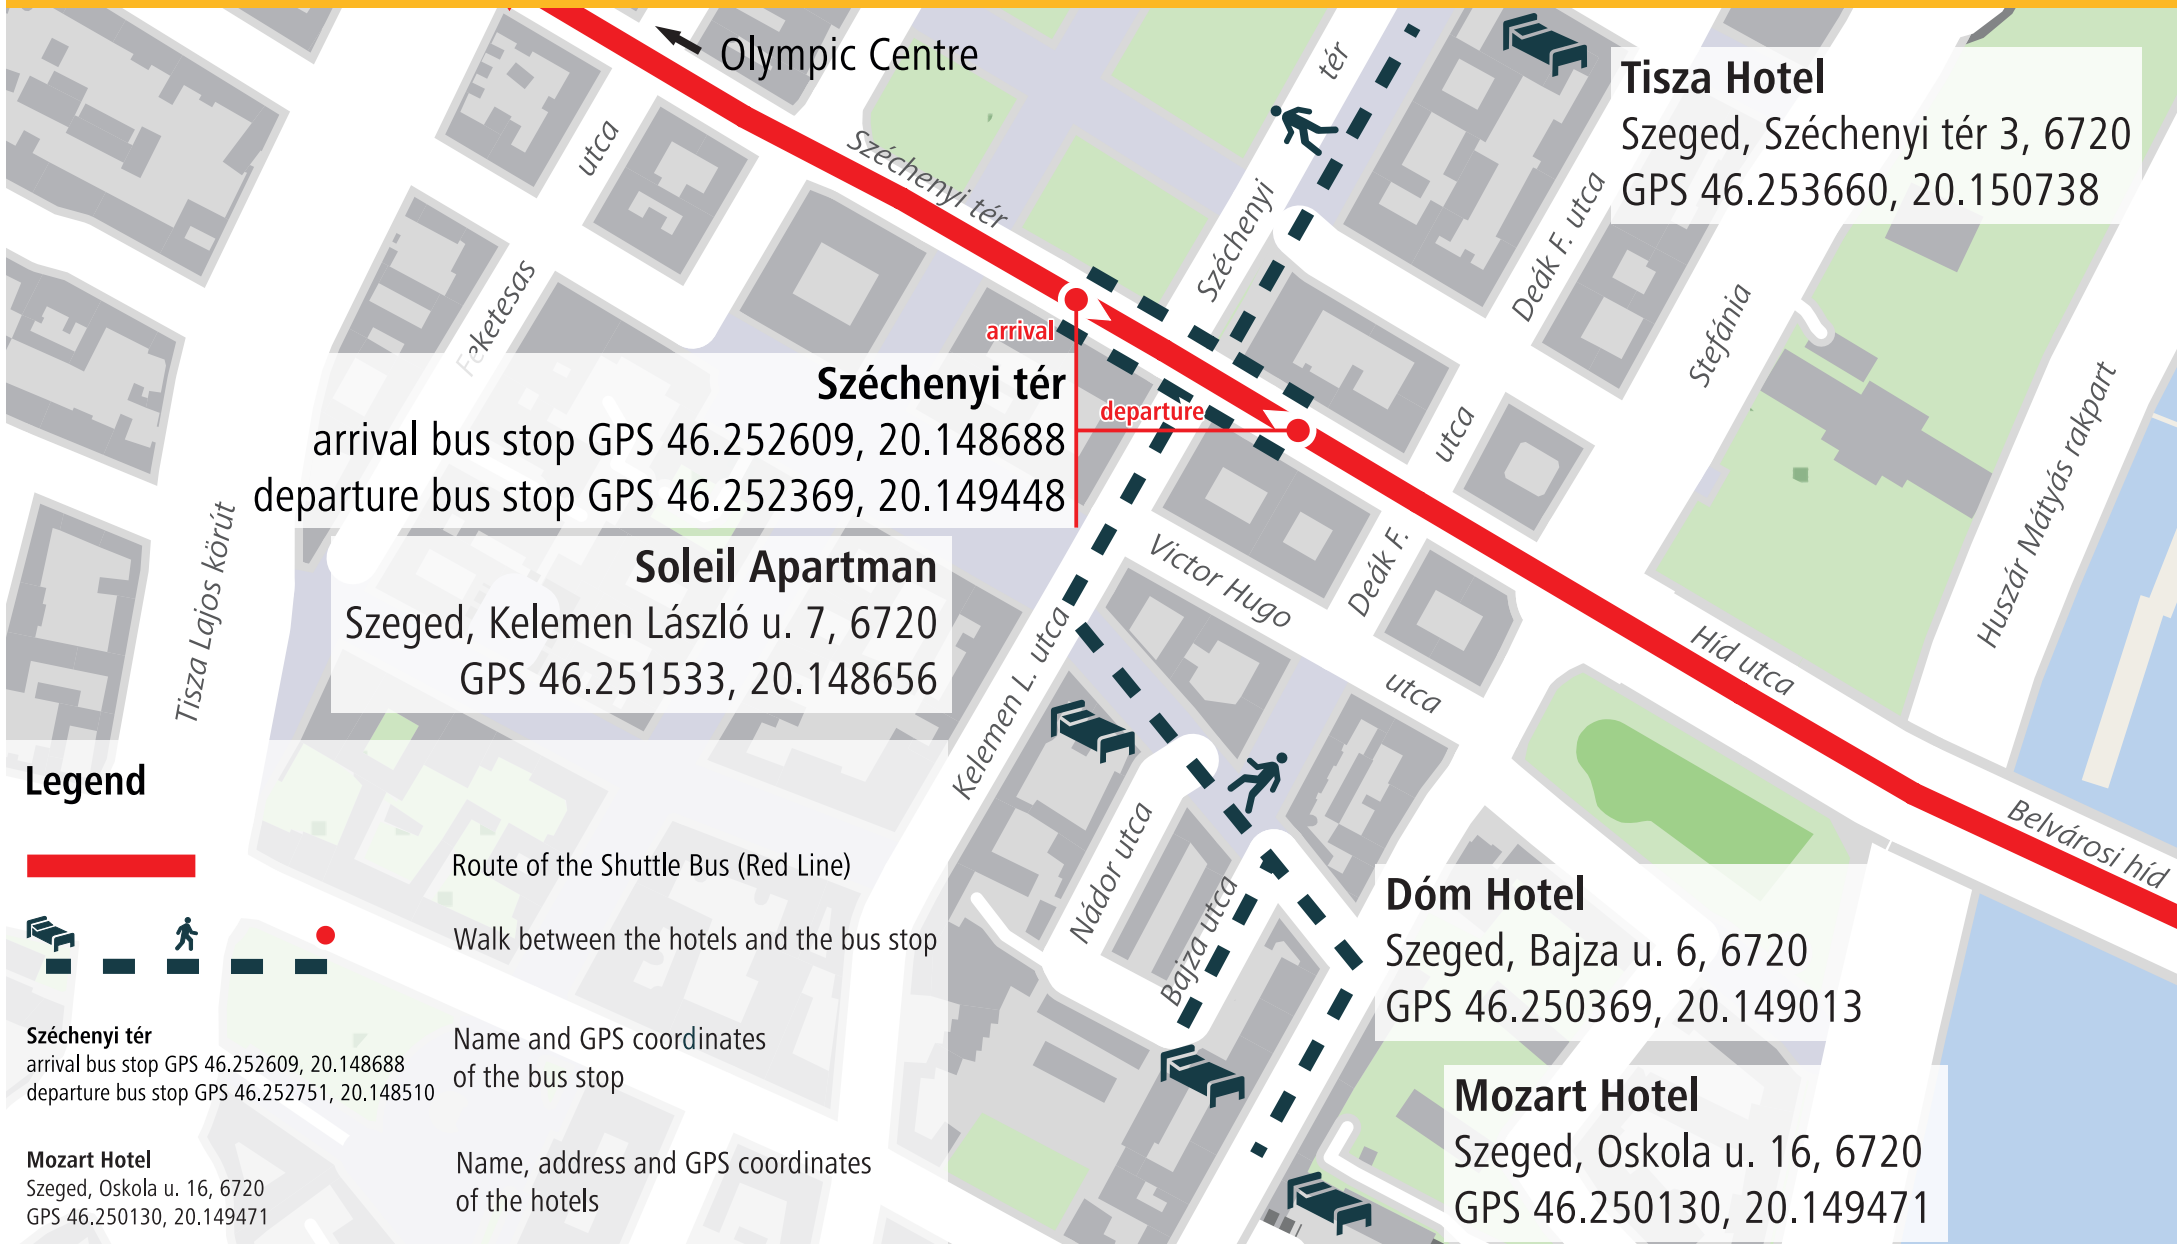 Olympic Centre
Tisza Hotel
Szeged, Széchenyi tér 3, 6720
GPS 46.253660, 20.150738
tér
Széchenyi
utca
Feketesas
Széchenyi tér
Deák F. utca
Stefánia
Huszár Mátyás rakpart
arrival
departure
Széchenyi tér
arrival bus stop GPS 46.252609, 20.148688
departure bus stop GPS 46.252369, 20.149448
utca
Deák F.
Victor Hugo
utca
Tisza Lajos körút
Soleil Apartman
Szeged, Kelemen László u. 7, 6720
GPS 46.251533, 20.148656
Kelemen L. utca
Híd utca
Belvárosi híd
Nádor utca
Bajza utca
Dóm Hotel
Szeged, Bajza u. 6, 6720
GPS 46.250369, 20.149013
Mozart Hotel
Szeged, Oskola u. 16, 6720
GPS 46.250130, 20.149471
Legend
Route of the Shuttle Bus (Red Line)
Walk between the hotels and the bus stop
Széchenyi tér
arrival bus stop GPS 46.252609, 20.148688
departure bus stop GPS 46.252751, 20.148510
Name and GPS coordinates
of the bus stop
Mozart Hotel
Szeged, Oskola u. 16, 6720
GPS 46.250130, 20.149471
Name, address and GPS coordinates
of the hotels